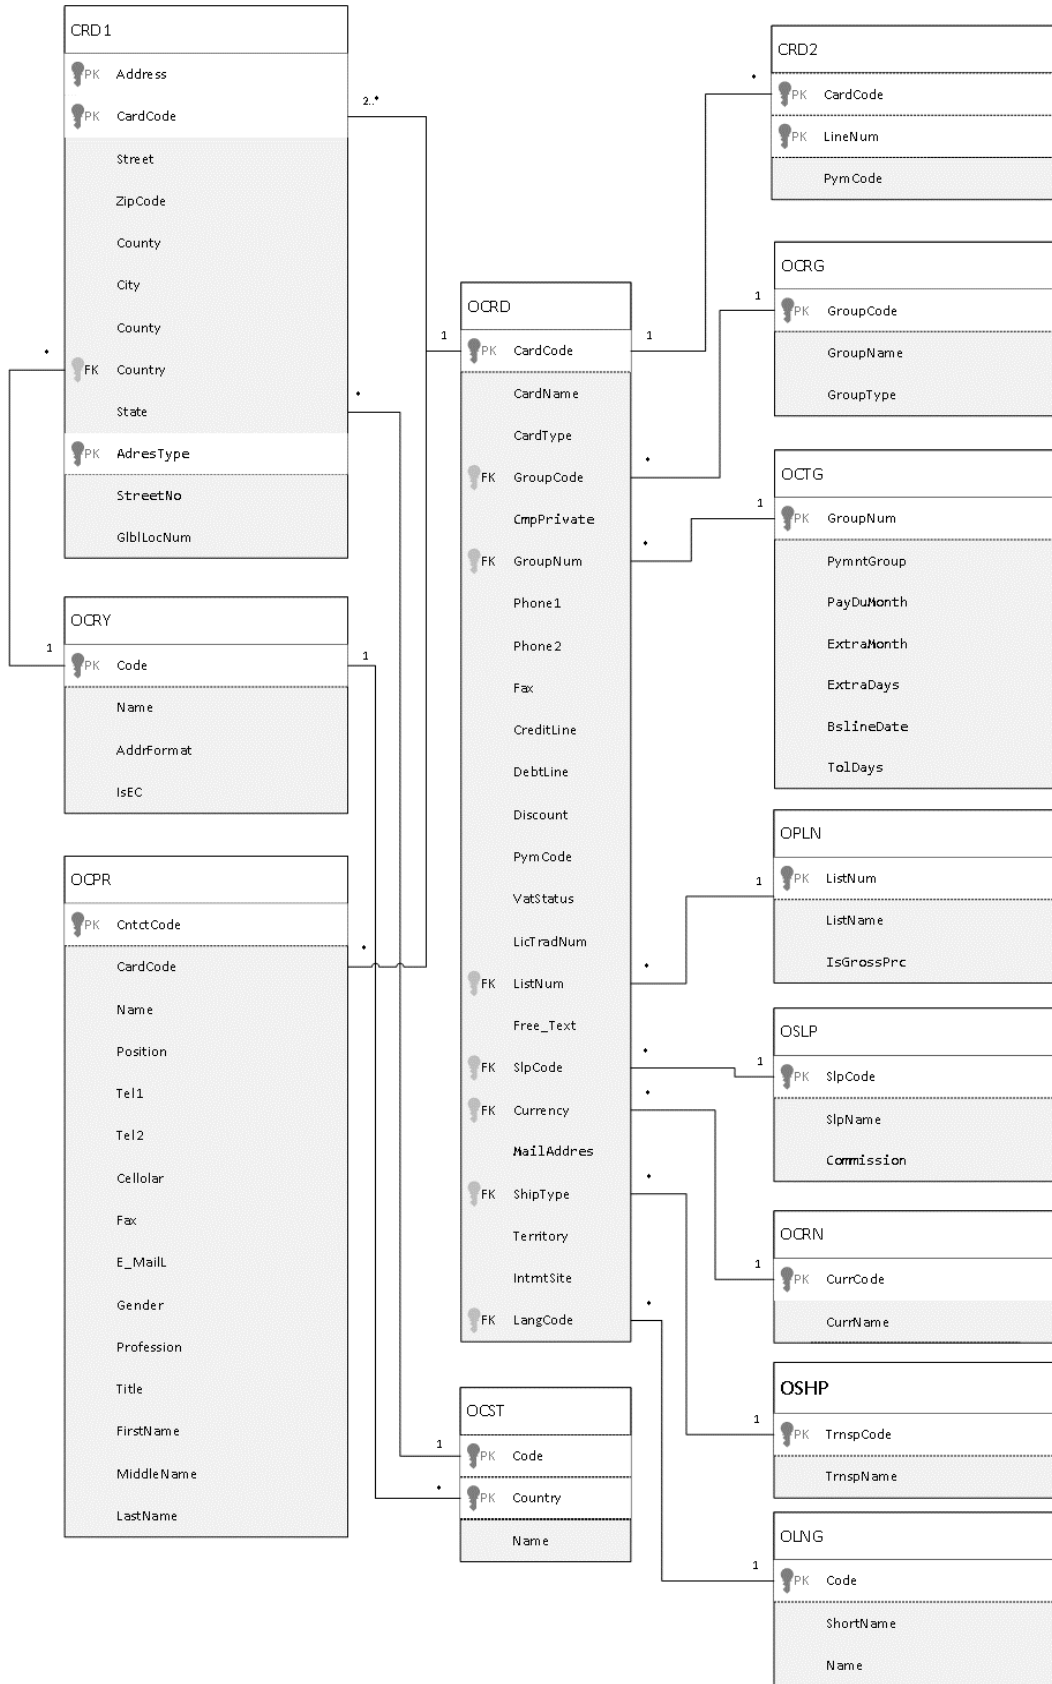 CRD1
PK Address
PK CardCode
Street
ZipCode
County
City
County
FK Country
State
PK AdresType
StreetNo
GlblLocNum
2..*
*
*
OCRY
1
1
PK Code
Name
AddrFormat
IsEC
OCPR
PK CntctCode
*
CardCode
Name
Position
Tel1
Tel2
Cellolar
Fax
E_MailL
Gender
Profession
Title
FirstName
MiddleName
LastName
OCRD
1
1
PK CardCode
CardName
CardType
*
FK GroupCode
CmpPrivate
*
FK GroupNum
Phone1
Phone2
Fax
CreditLine
DebtLine
Discount
PymCode
VatStatus
LicTradNum
*
FK ListNum
Free_Text
*
FK SlpCode
*
FK Currency
MailAddres
*
FK ShipType
Territory
IntrntSite
*
FK LangCode
OCST
1
PK Code
*
PK Country
Name
CRD2
*
PK CardCode
PK LineNum
PymCode
OCRG
1
PK GroupCode
GroupName
GroupType
OCTG
1
PK GroupNum
PymntGroup
PayDuMonth
ExtraMonth
ExtraDays
BslineDate
TolDays
OPLN
1
PK ListNum
ListName
IsGrossPrc
OSLP
1
PK SlpCode
SlpName
Commission
OCRN
1
PK CurrCode
CurrName
OSHP
1
PK TrnspCode
TrnspName
OLNG
1
PK Code
ShortName
Name